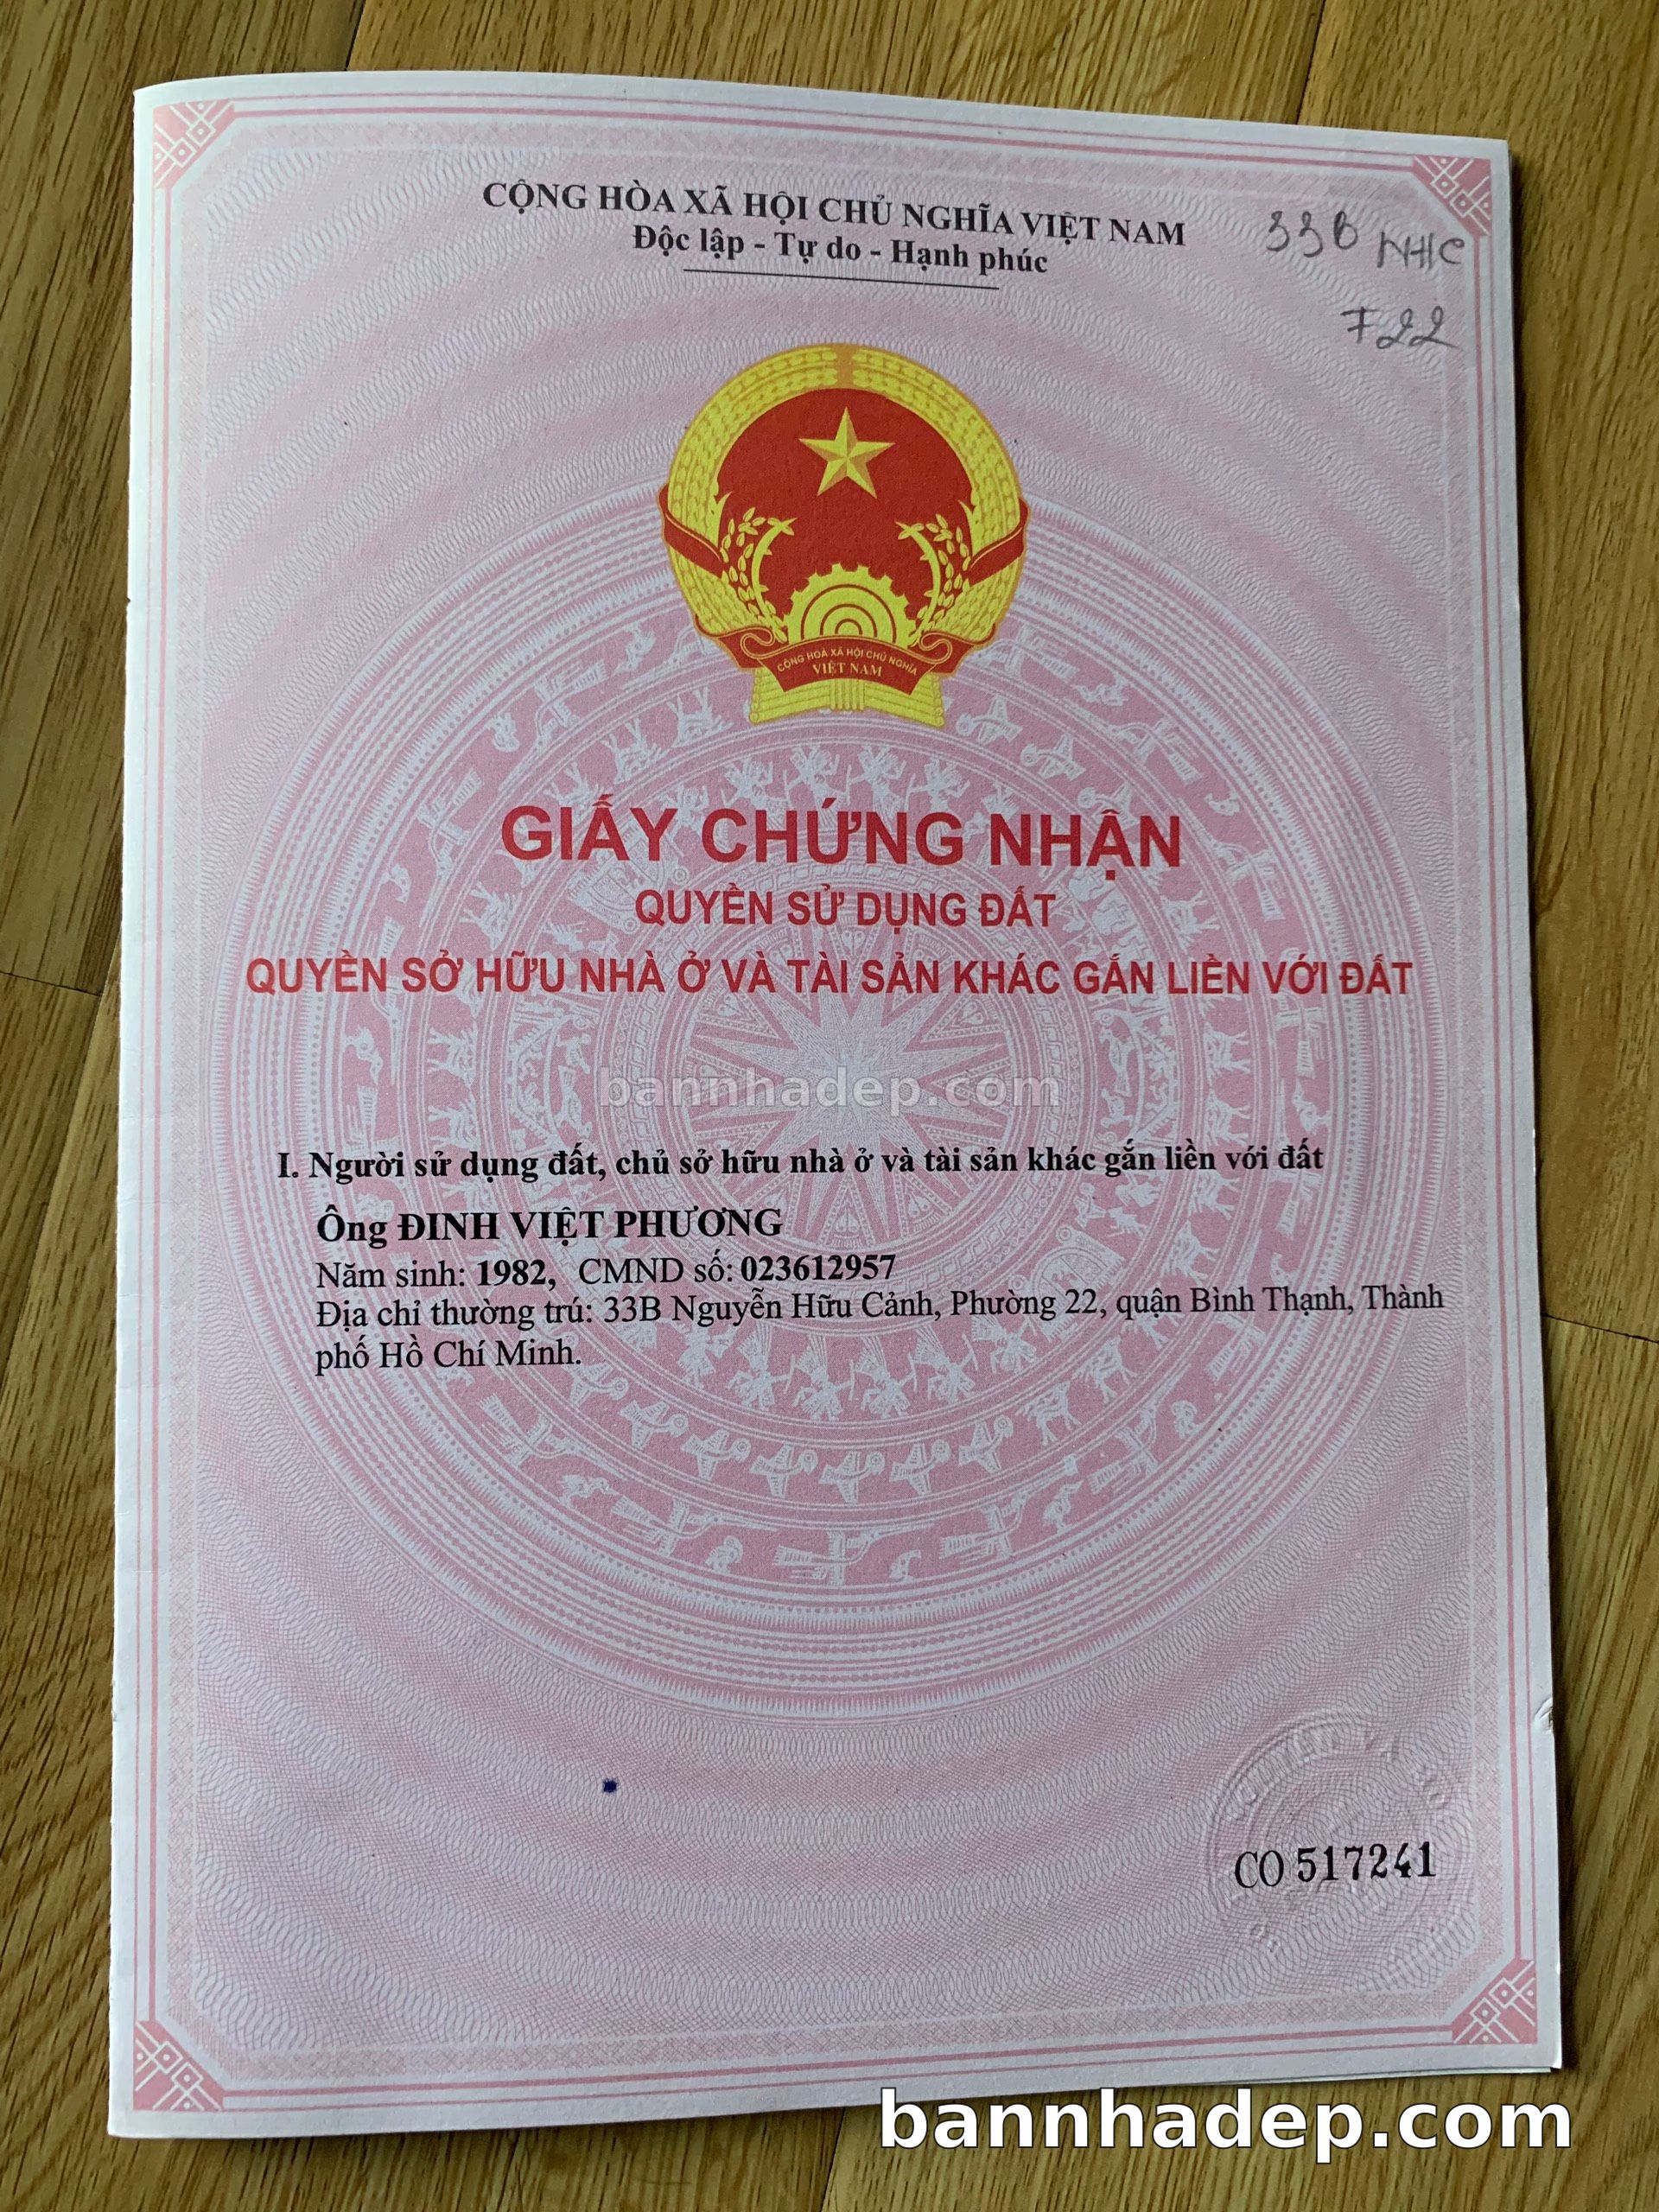 CỘNG HÒA XÃ HỘI CHỦ NGHĨA VIỆT NAM
Độc lập - Tự do - Hạnh phúc
33B NHC
F22
CỘNG HOÀ XÃ HỘI CHỦ NGHĨA
VIỆT NAM
GIẤY CHỨNG NHẬN
QUYỀN SỬ DỤNG ĐẤT
QUYỀN SỞ HỮU NHÀ Ở VÀ TÀI SẢN KHÁC GẮN LIỀN VỚI ĐẤT
bannhadep.com
I. Người sử dụng đất, chủ sở hữu nhà ở và tài sản khác gắn liền với đất
Ông ĐINH VIỆT PHƯƠNG
Năm sinh: 1982, CMND số: 023612957
Địa chỉ thường trú: 33B Nguyễn Hữu Cảnh, Phường 22, quận Bình Thạnh, Thành
phố Hồ Chí Minh.
CO 517241
bannhadep.com